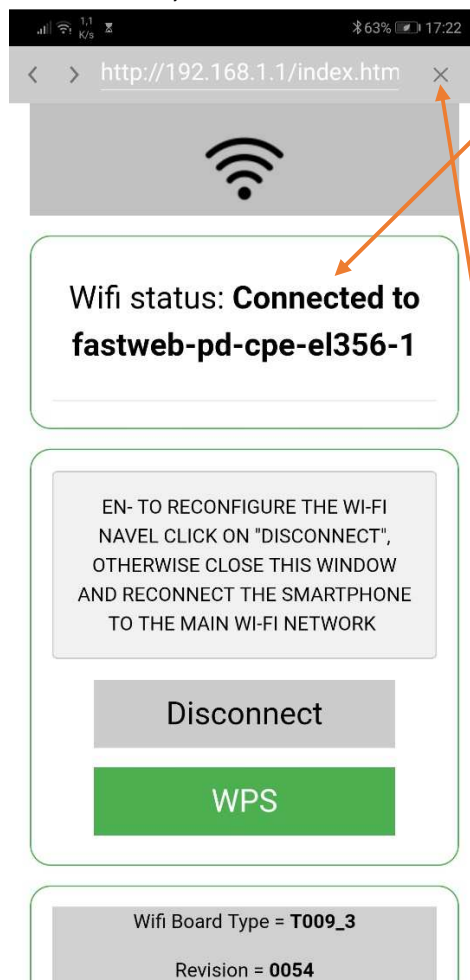 1,1
K/s
63%
17:22
http://192.168.1.1/index.htm
Wifi status: Connected to
fastweb-pd-cpe-el356-1
EN- TO RECONFIGURE THE WI-FI
NAVEL CLICK ON "DISCONNECT",
OTHERWISE CLOSE THIS WINDOW
AND RECONNECT THE SMARTPHONE
TO THE MAIN WI-FI NETWORK
Disconnect
WPS
Wifi Board Type = T009_3
Revision = 0054